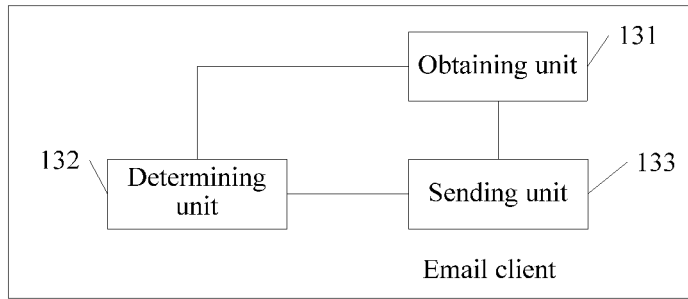 131
Obtaining unit
132
Determining
unit
Sending unit
133
Email client